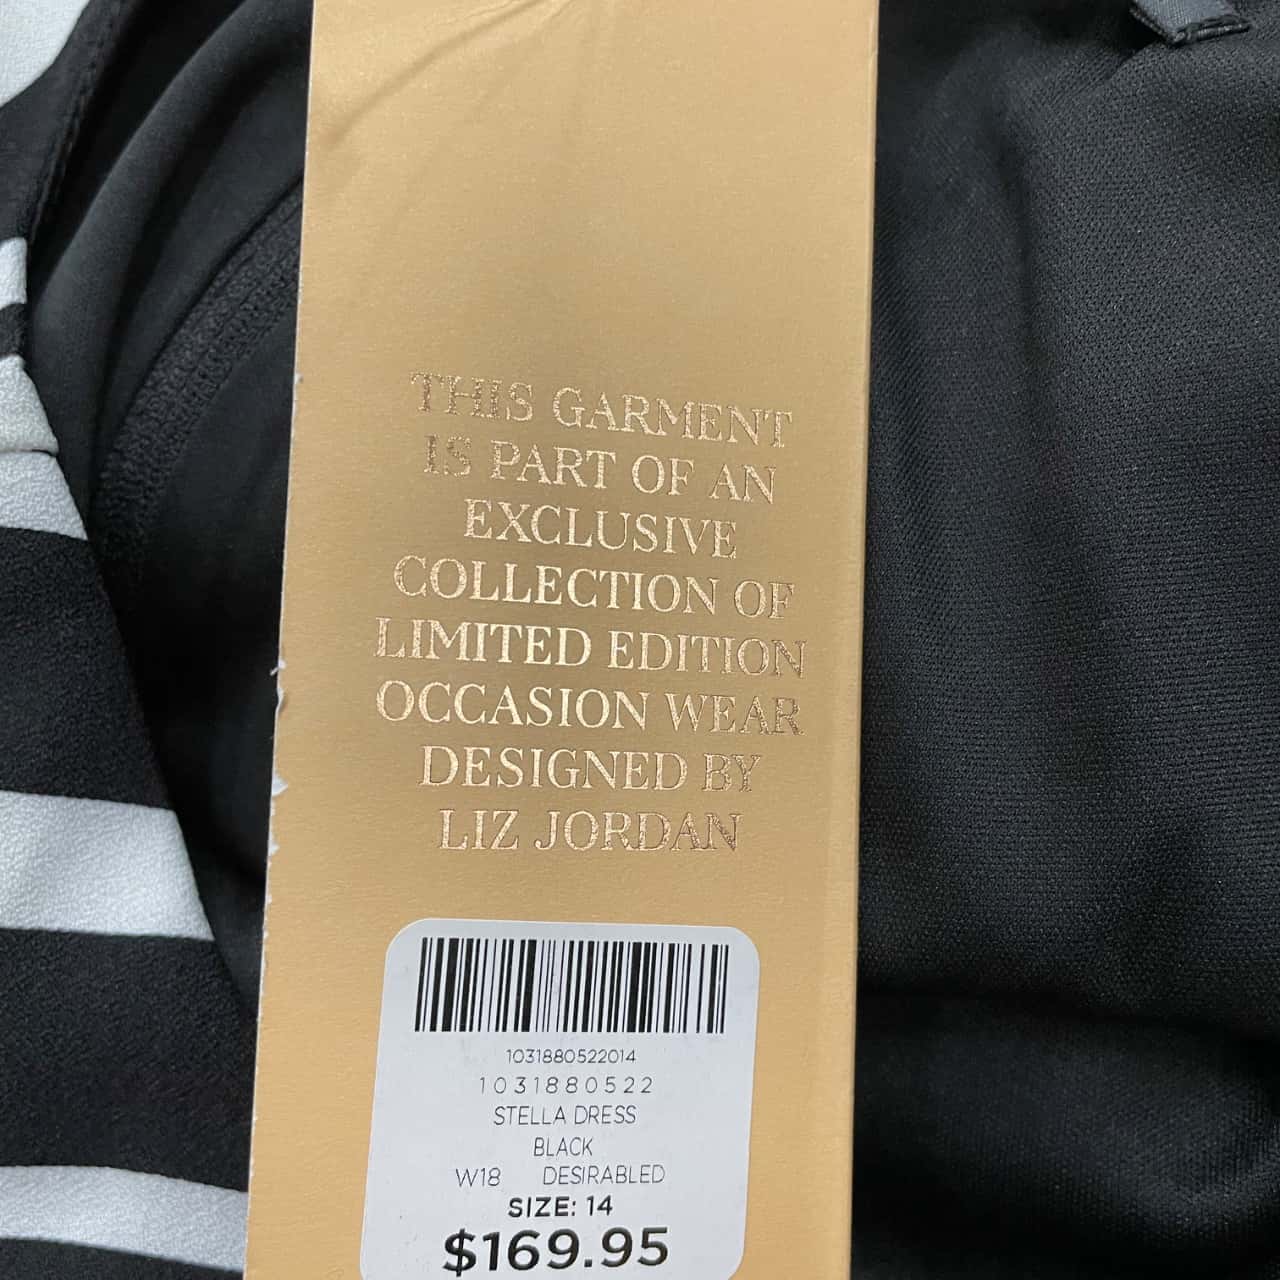 THIS GARMENT
IS PART OF AN
EXCLUSIVE
COLLECTION OF
LIMITED EDITION
OCCASION WEAR
DESIGNED BY
LIZ JORDAN
1031880522014
1031880522
STELLA DRESS
BLACK
W18 DESIRABLED
SIZE: 14
$169.95